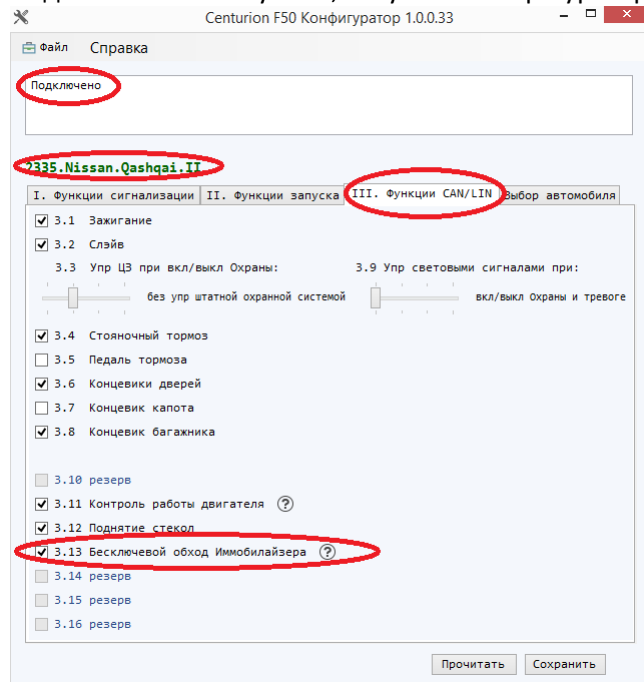 Centurion F50 Конфигуратор 1.0.0.33
Файл Справка
Подключено
2335.Nissan.Qashqai.II
I. Функции сигнализации II. Функции запуска III. Функции CAN/LIN Выбор автомобиля
3.1 Зажигание
3.2 Слэйв
3.3 Упр ЦЗ при вкл/выкл Охраны: 3.9 Упр световыми сигналами при:
без упр штатной охранной системой вкл/выкл Охраны и тревоге
3.4 Стояночный тормоз
3.5 Педаль тормоза
3.6 Концевики дверей
3.7 Концевик капота
3.8 Концевик багажника
3.10 резерв
3.11 Контроль работы двигателя ?
3.12 Поднятие стекол
3.13 Бесключевой обход Иммобилайзера ?
3.14 резерв
3.15 резерв
3.16 резерв
Прочитать Сохранить